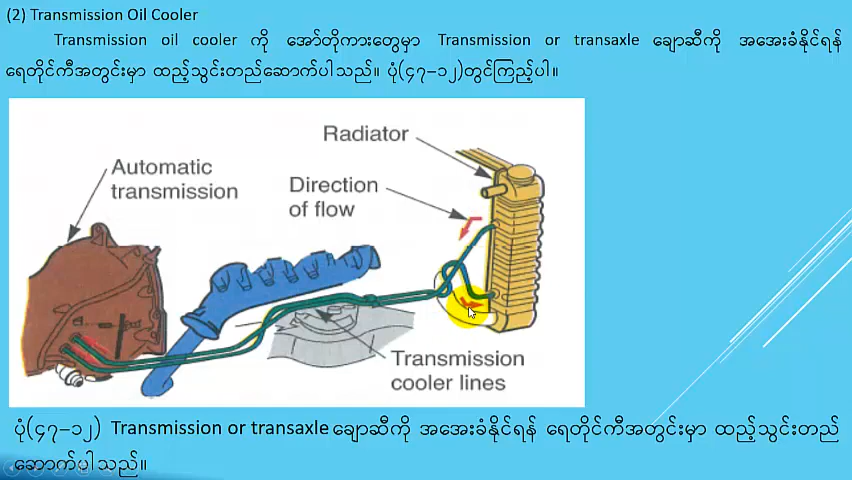 (2) Transmission Oil Cooler
Transmission oil cooler ကို အော်တိုကားတွေမှာ Transmission or transaxle ချောဆီကို အအေးခံနိုင်ရန်
ရေတိုင်ကီအတွင်းမှာ ထည့်သွင်းတည်ဆောက်ပါသည်။ ပုံ(၄၇–၁၂)တွင်ကြည့်ပါ။
Radiator
Automatic
transmission
Direction
of flow
Transmission
cooler lines
ပုံ(၄၇–၁၂) Transmission or transaxle ချောဆီကို အအေးခံနိုင်ရန် ရေတိုင်ကီအတွင်းမှာ ထည့်သွင်းတည်
ဆောက်ပါသည်။